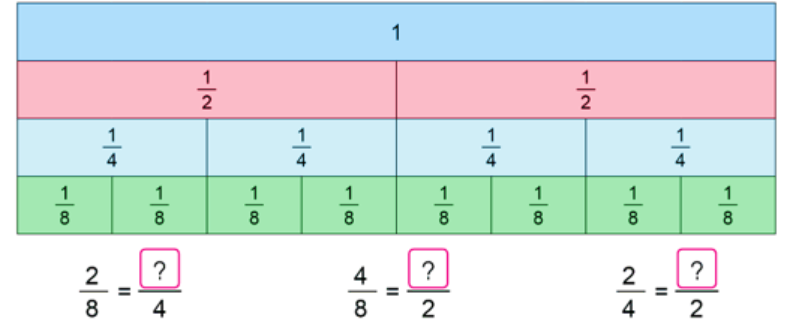 1
1/2 1/2
1/4 1/4 1/4 1/4
1/8 1/8 1/8 1/8 1/8 1/8 1/8 1/8
2/8 = ?/4 4/8 = ?/2 2/4 = ?/2